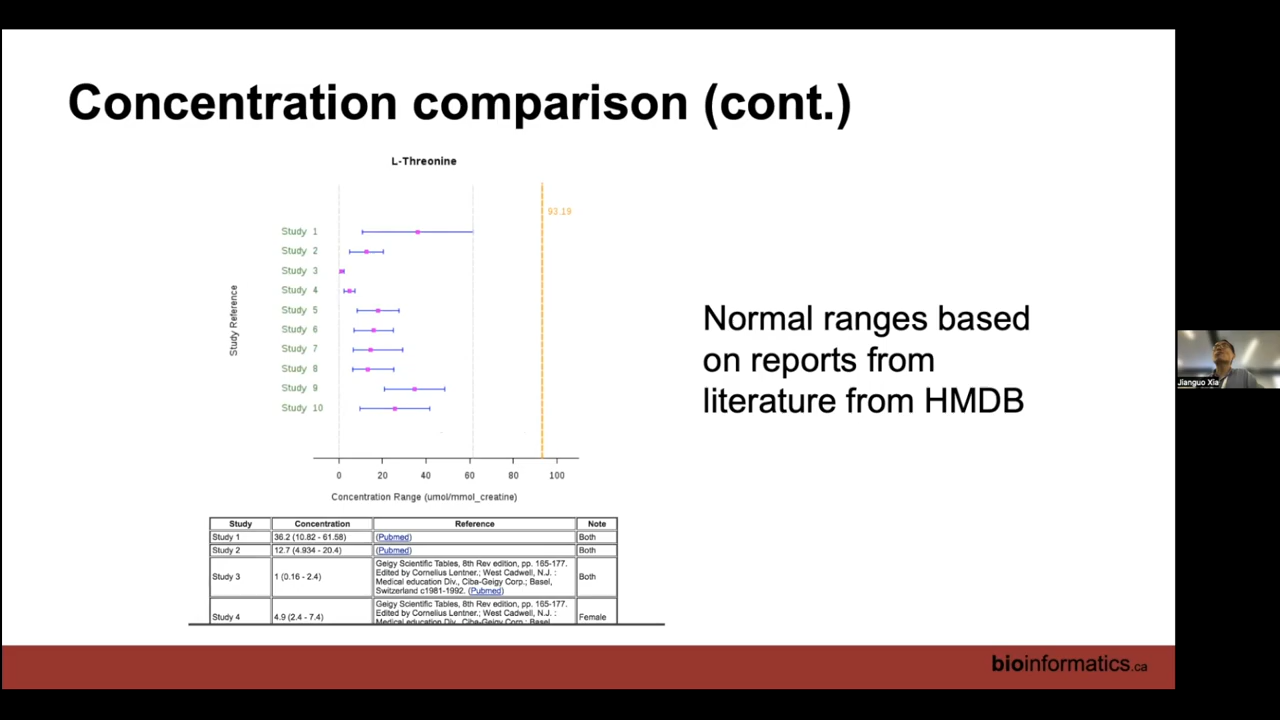 Concentration comparison (cont.)
L-Threonine
93.19
Study 1
Study 2
Study 3
Study 4
Study 5
Study 6
Study 7
Study 8
Study 9
Study 10
Study Reference
0 20 40 60 80 100
Concentration Range (umol/mmol_creatine)
Normal ranges based
on reports from
literature from HMDB
Study Concentration Reference Note
Study 1 36.2 (10.82 - 61.58) (Pubmed) Both
Study 2 12.7 (4.934 - 20.4) (Pubmed) Both
Study 3 1 (0.16 - 2.4) Geigy Scientific Tables, 8th Rev edition, pp. 165-177.
Edited by Cornelius Lentner.; West Cadwell, N.J. :
Medical education Div., Ciba-Geigy Corp.; Basel,
Switzerland c1981-1992. (Pubmed) Both
Study 4 4.9 (2.4 - 7.4) Geigy Scientific Tables, 8th Rev edition, pp. 165-177.
Edited by Cornelius Lentner.; West Cadwell, N.J. :
Medical education Div., Ciba-Geigy Corp.; Basel, Female
Jianguo Xia
bioinformatics.ca